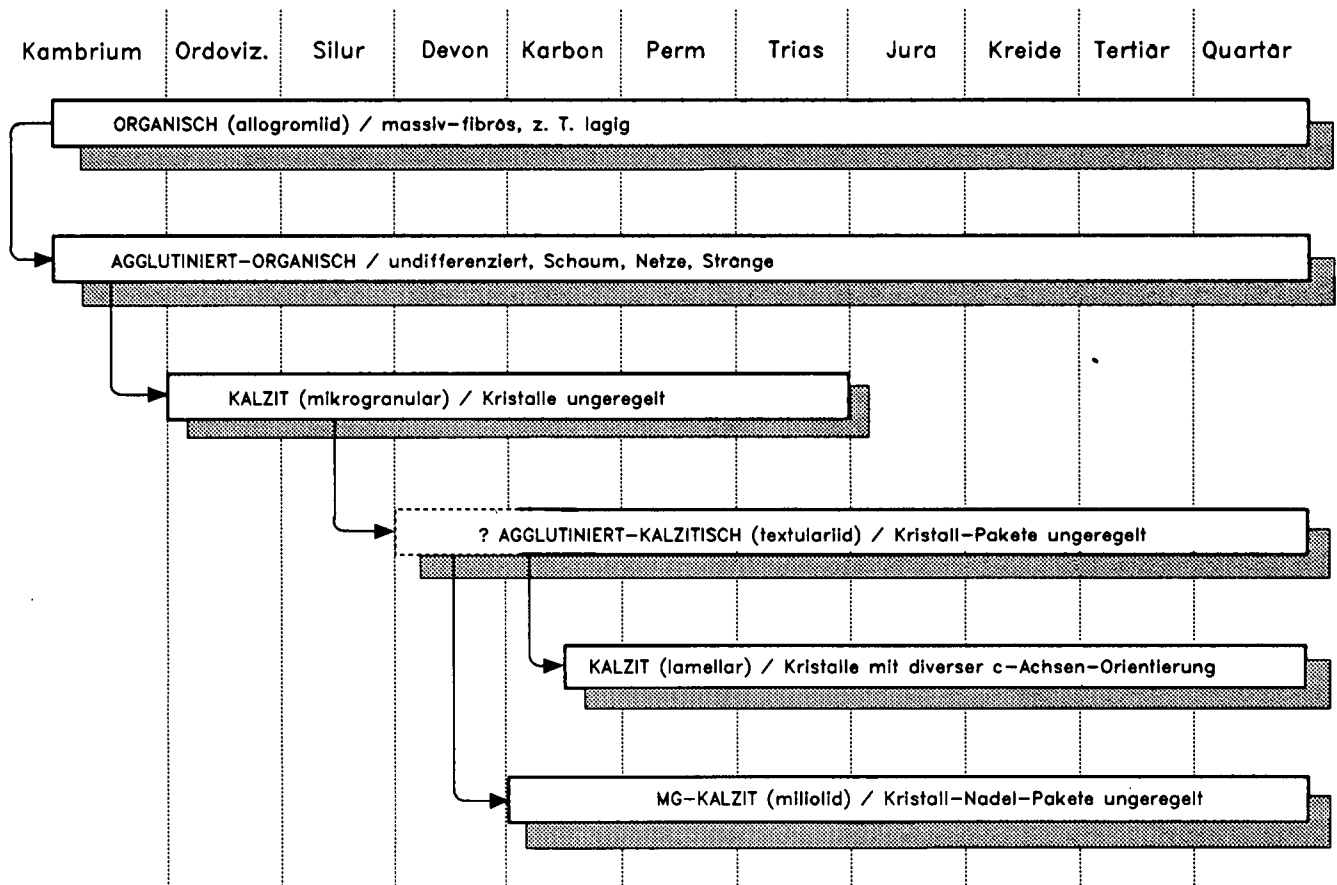 Kambrium Ordoviz. Silur Devon Karbon Perm Trias Jura Kreide Tertiär Quartär
ORGANISCH (allogromiid) / massiv-fibrös, z. T. lagig
AGGLUTINIERT-ORGANISCH / undifferenziert, Schaum, Netze, Stränge
KALZIT (mikrogranular) / Kristalle ungeregelt
? AGGLUTINIERT-KALZITISCH (textulariid) / Kristall-Pakete ungeregelt
KALZIT (lamellar) / Kristalle mit diverser c-Achsen-Orientierung
MG-KALZIT (miliolid) / Kristall-Nadel-Pakete ungeregelt